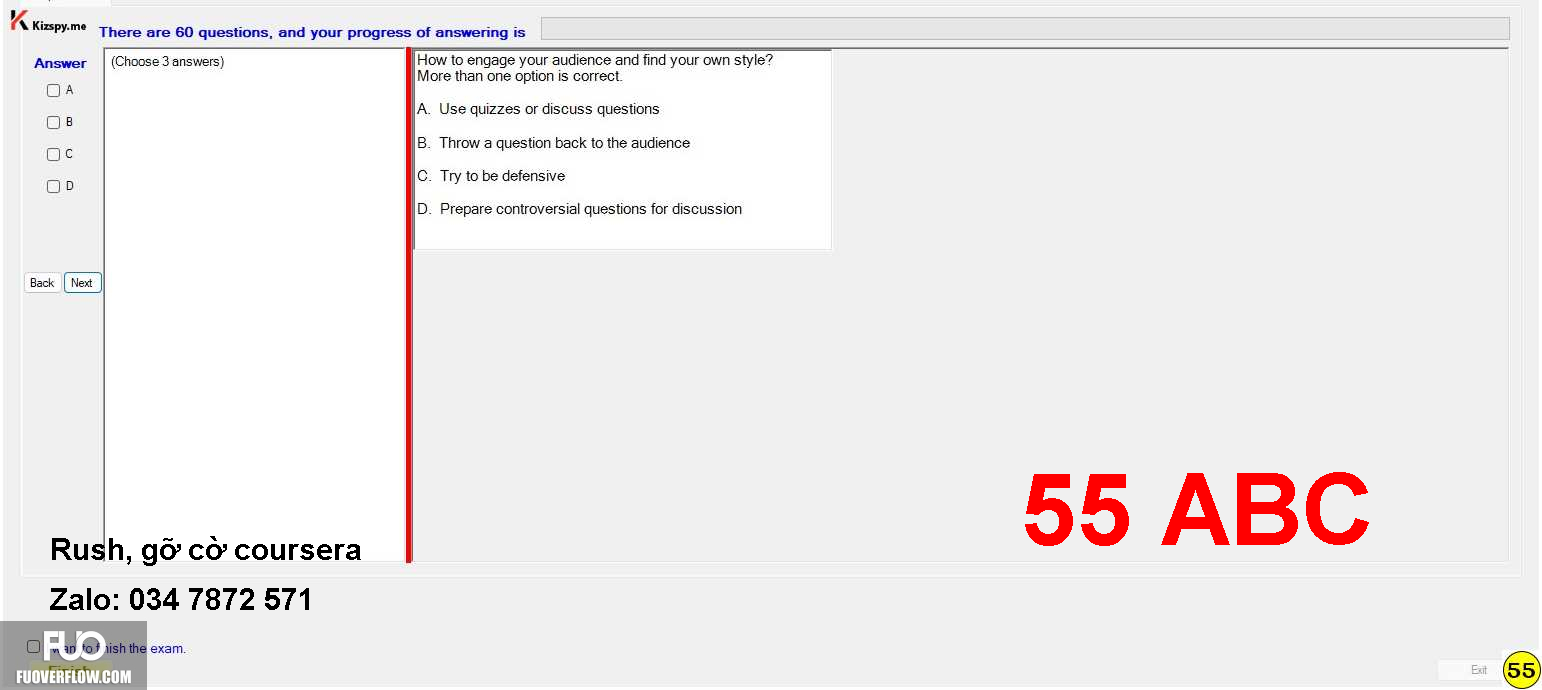 Kizspy.me
There are 60 questions, and your progress of answering is
Answer
A
B
C
D
Back
Next
(Choose 3 answers)
How to engage your audience and find your own style?
More than one option is correct.
A. Use quizzes or discuss questions
B. Throw a question back to the audience
C. Try to be defensive
D. Prepare controversial questions for discussion
55 ABC
Rush, gỡ cờ coursera
Zalo: 034 7872 571
FUO
want to finish the exam.
Finish
FUOVERFLOW.COM
Exit
55